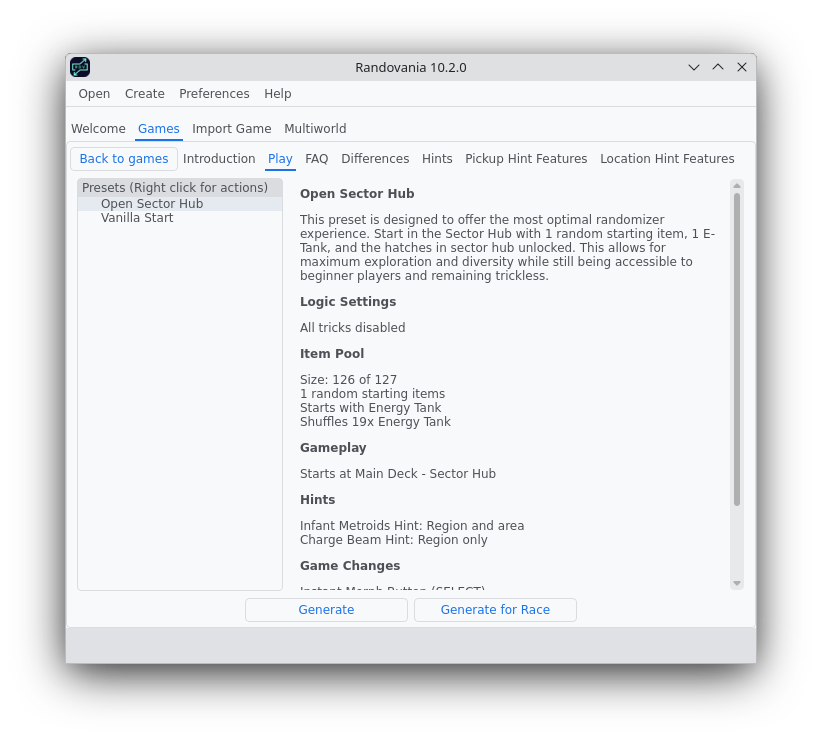 Randovania 10.2.0
Open Create Preferences Help
Welcome Games Import Game Multiworld
Back to games Introduction Play FAQ Differences Hints Pickup Hint Features Location Hint Features
Presets (Right click for actions)
Open Sector Hub
Vanilla Start
Open Sector Hub
This preset is designed to offer the most optimal randomizer
experience. Start in the Sector Hub with 1 random starting item, 1 E-
Tank, and the hatches in sector hub unlocked. This allows for
maximum exploration and diversity while still being accessible to
beginner players and remaining trickless.
Logic Settings
All tricks disabled
Item Pool
Size: 126 of 127
1 random starting items
Starts with Energy Tank
Shuffles 19x Energy Tank
Gameplay
Starts at Main Deck - Sector Hub
Hints
Infant Metroids Hint: Region and area
Charge Beam Hint: Region only
Game Changes
Instant Morph Button (SELECT)
Generate Generate for Race